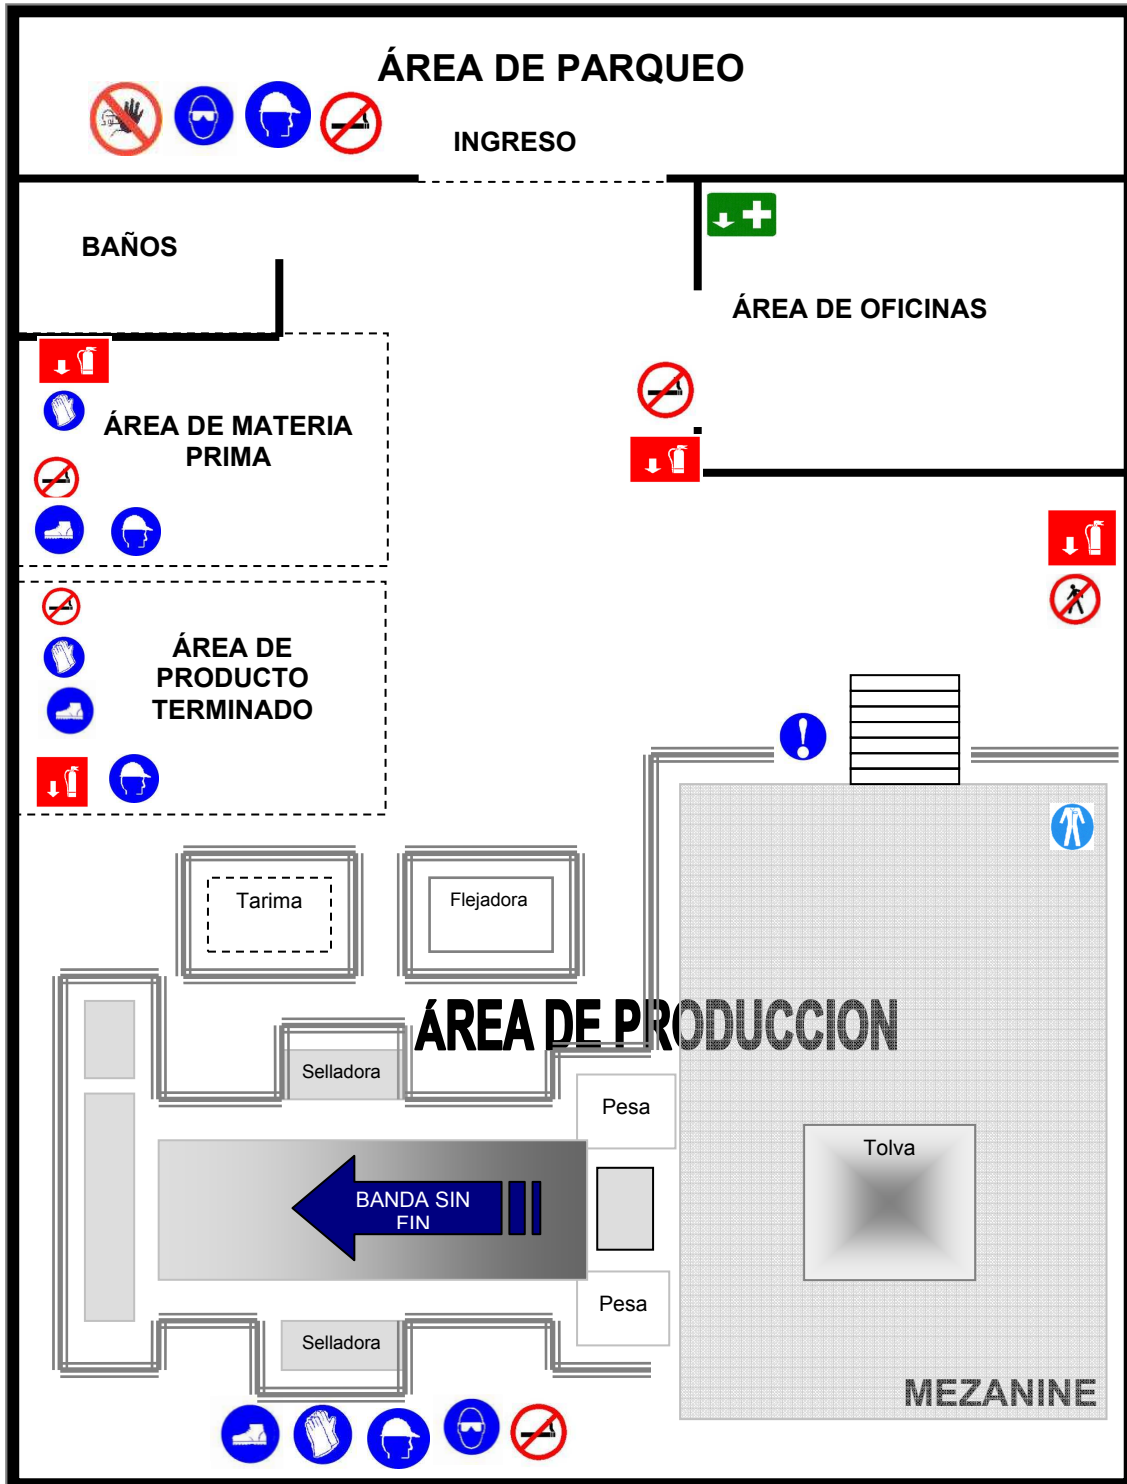 ÁREA DE PARQUEO
INGRESO
BAÑOS
ÁREA DE OFICINAS
ÁREA DE MATERIA
PRIMA
ÁREA DE
PRODUCTO
TERMINADO
Tarima
Flejadora
ÁREA DE PRODUCCION
Selladora
Pesa
Tolva
BANDA SIN
FIN
Pesa
Selladora
MEZANINE